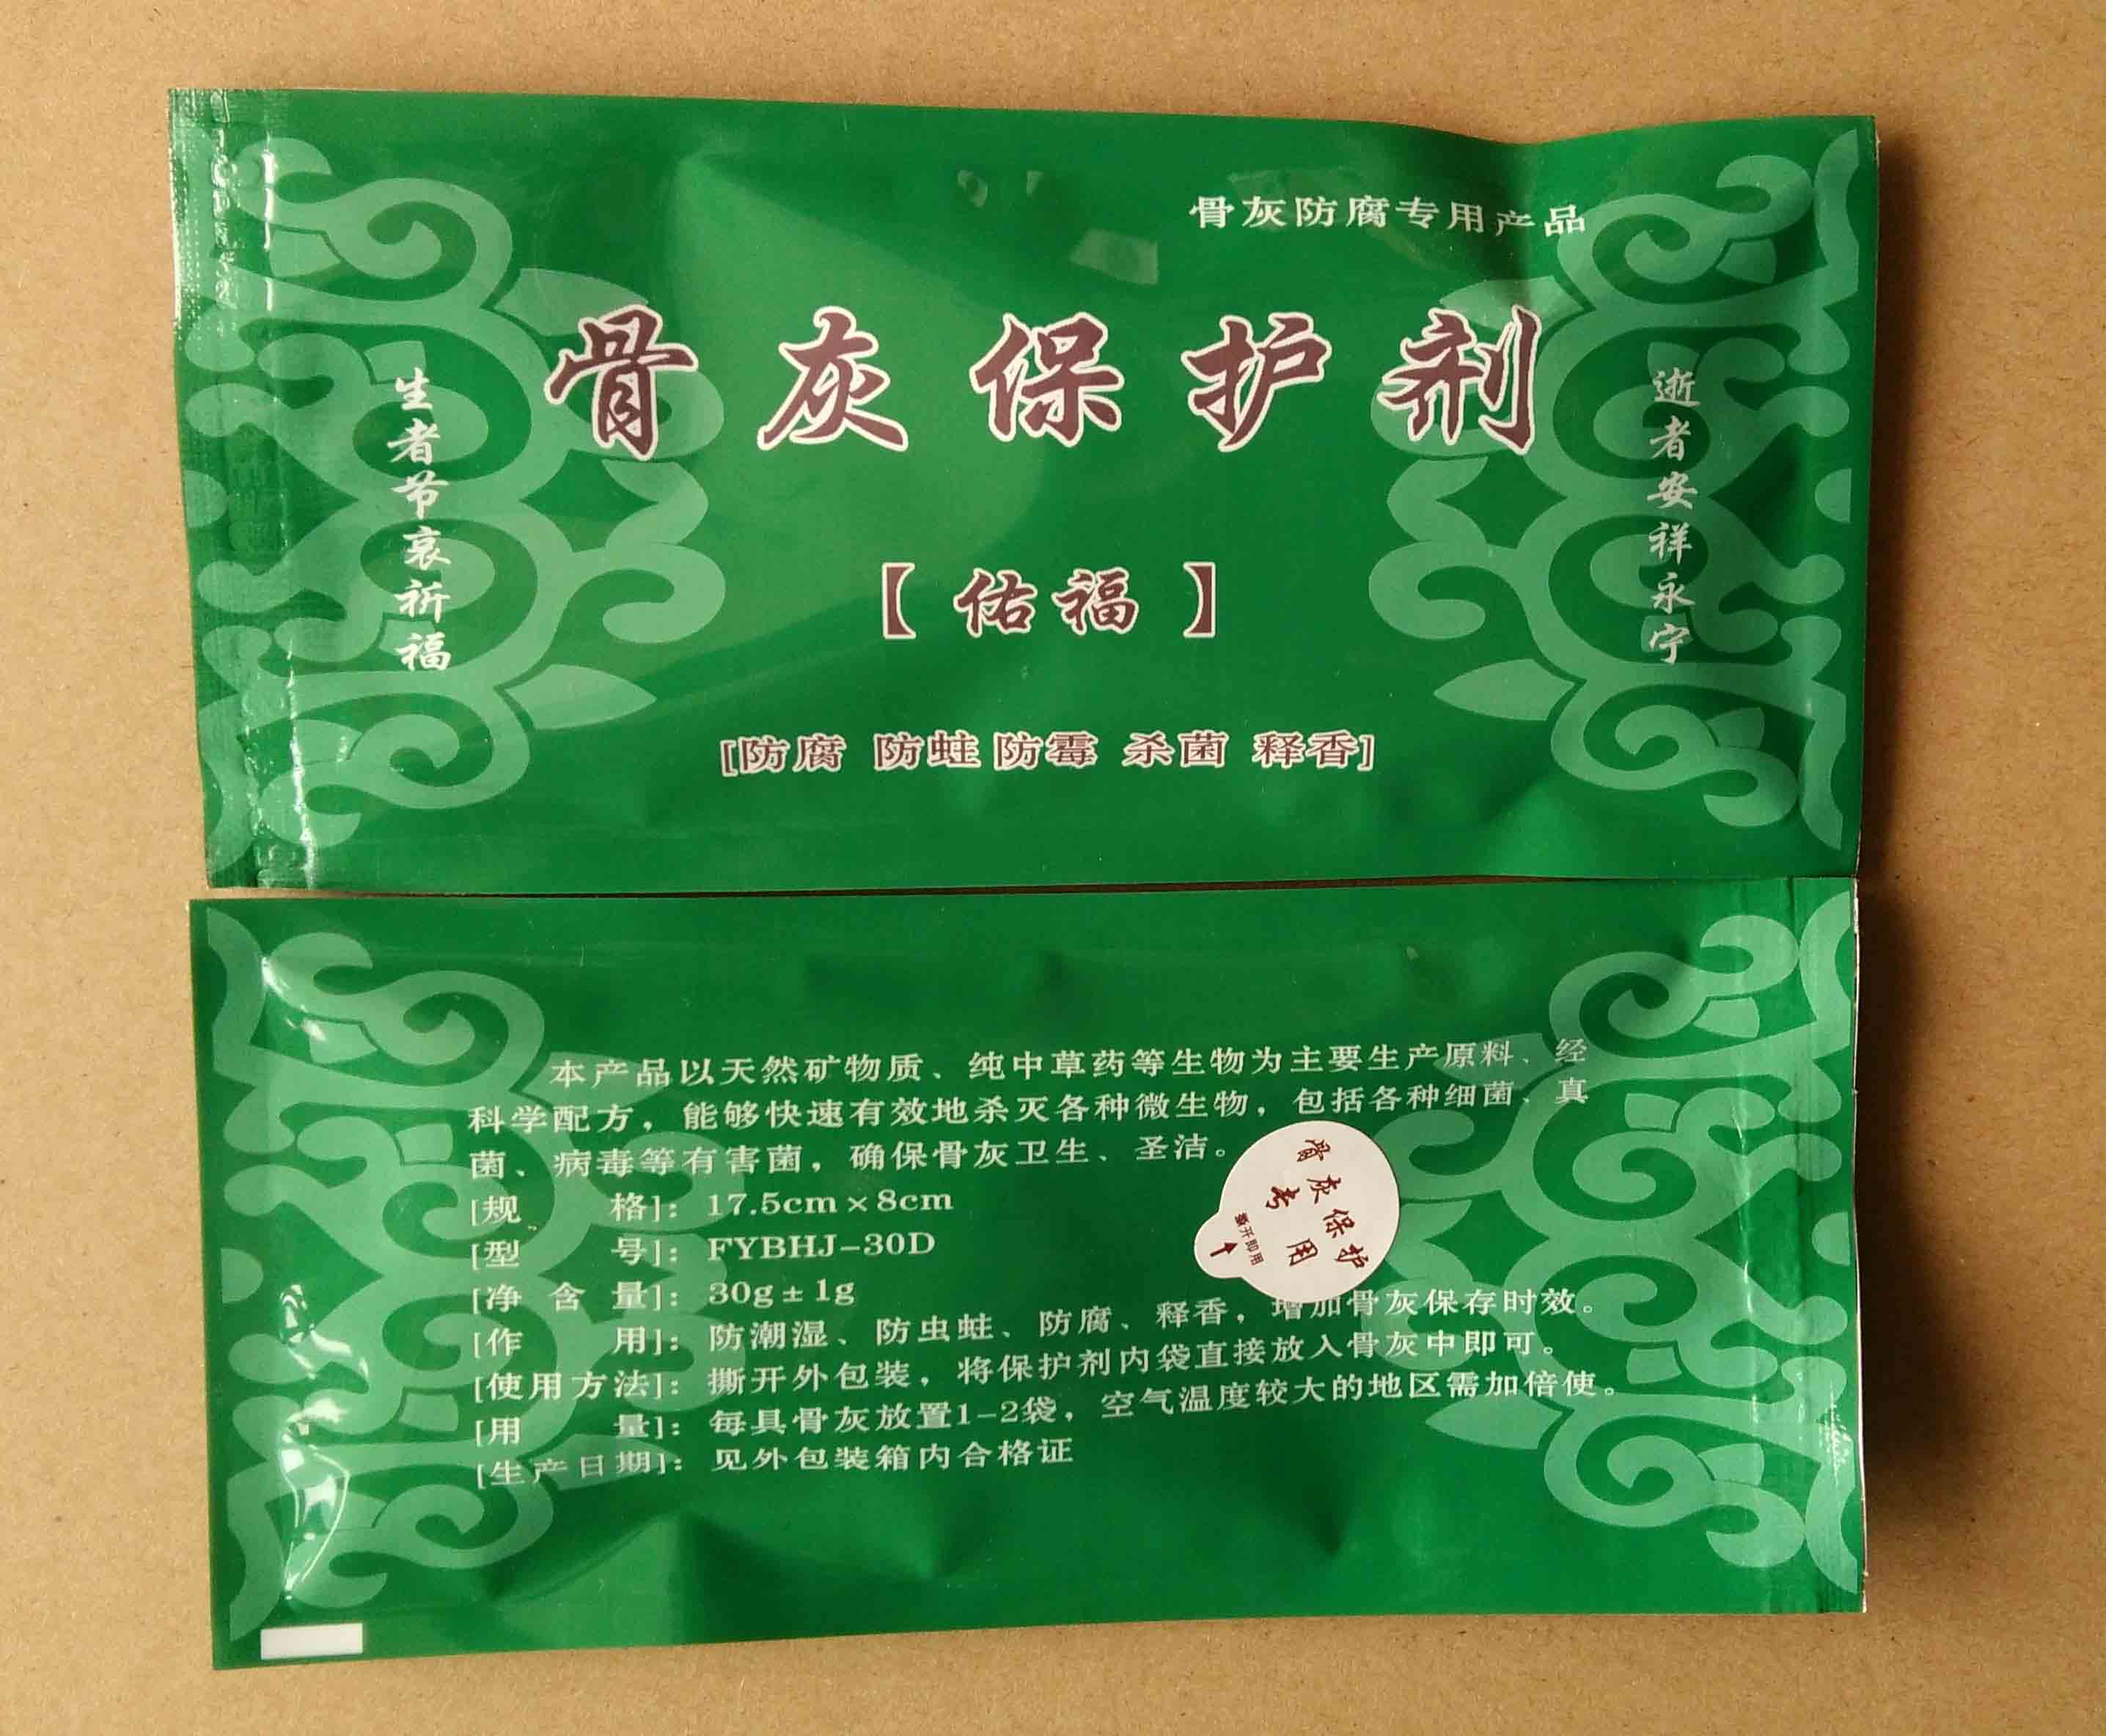 骨灰防腐专用产品
骨灰保护剂
生者节哀祈福
逝者安祥永宁
【佑福】
[防腐 防蛀 防霉 杀菌 释香]
本产品以天然矿物质、纯中草药等生物为主要生产原料、经
科学配方，能够快速有效地杀灭各种微生物，包括各种细菌、真
菌、病毒等有害菌，确保骨灰卫生、圣洁。
[规 格]：17.5cm×8cm
[型 号]：FYBHJ-30D
[净 含 量]：30g±1g
[作 用]：防潮湿、防虫蛀、防腐、释香，增加骨灰保存时效。
[使用方法]：撕开外包装，将保护剂内袋直接放入骨灰中即可。
[用 量]：每具骨灰放置1-2袋，空气温度较大的地区需加倍使。
[生产日期]：见外包装箱内合格证
骨灰保护
专用
撕开即用